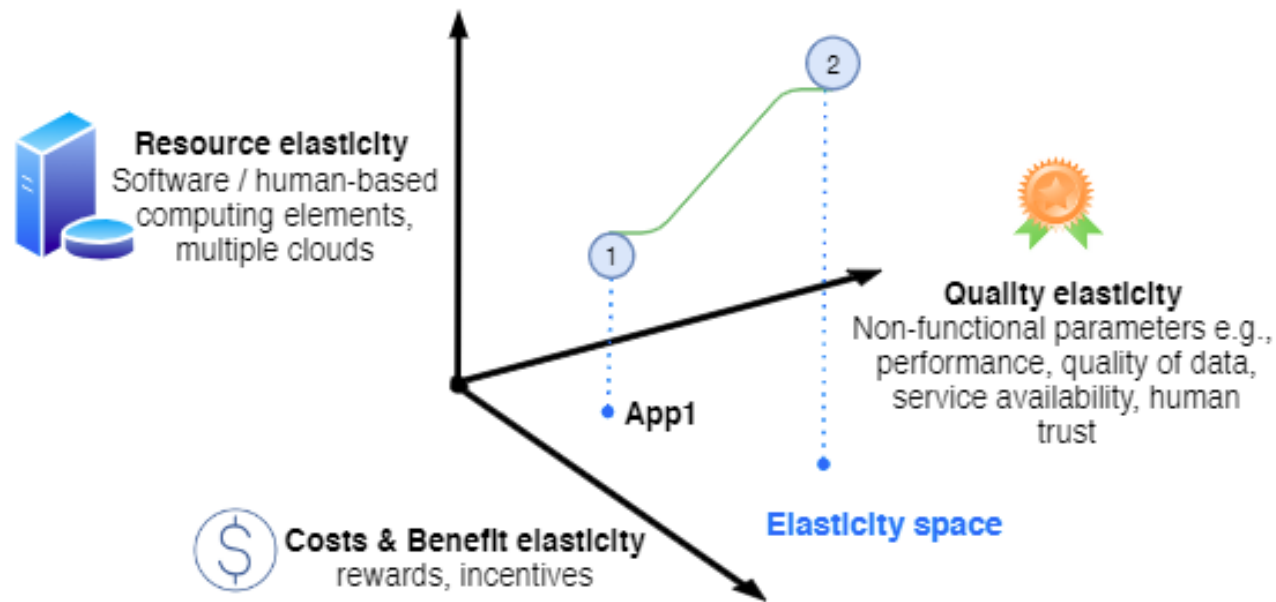 2
Resource elasticity
Software / human-based
computing elements,
multiple clouds
1
Quality elasticity
Non-functional parameters e.g.,
performance, quality of data,
service availability, human
trust
App1
Elasticity space
$
Costs & Benefit elasticity
rewards, incentives